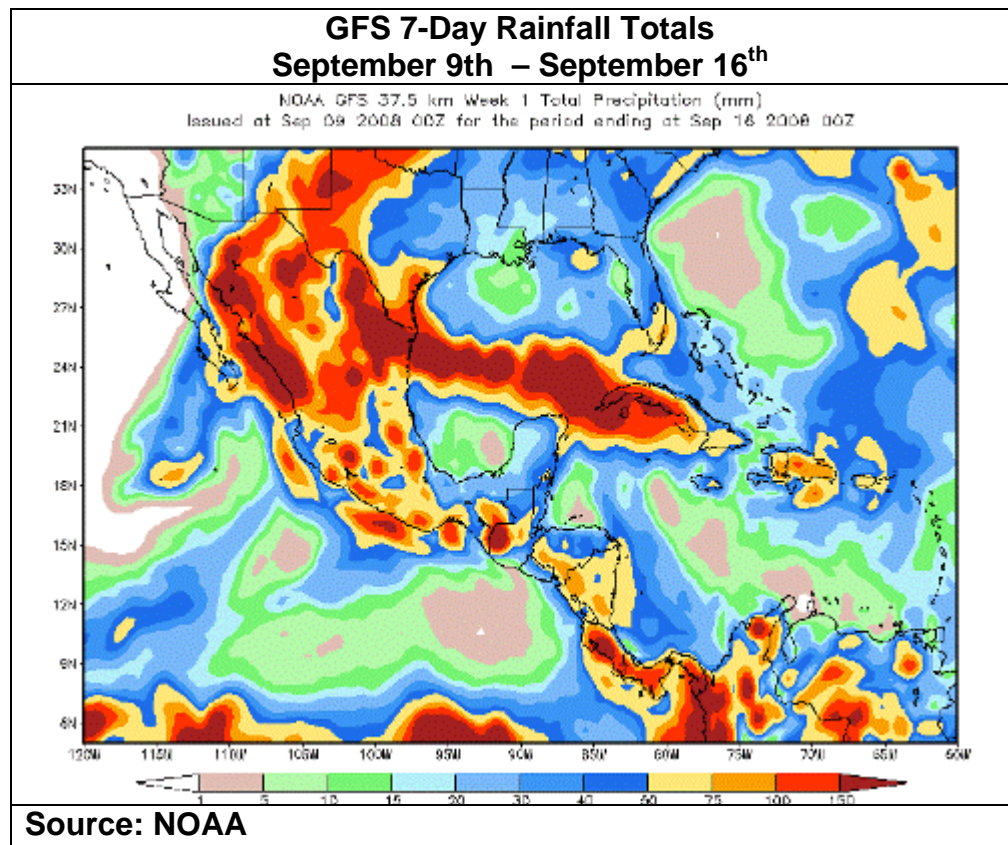 GFS 7-Day Rainfall Totals
September 9th – September 16th
NOAA GFS 37.5 km Week 1 Total Precipitation (mm)
Issued at Sep 09 2008 00Z for the period ending at Sep 16 2008 00Z
33N
30N
27N
24N
21N
18N
15N
12N
9N
6N
120W 115W 110W 105W 100W 95W 90W 85W 80W 75W 70W 65W 60W
1 5 10 15 20 30 40 50 75 100 150
Source: NOAA